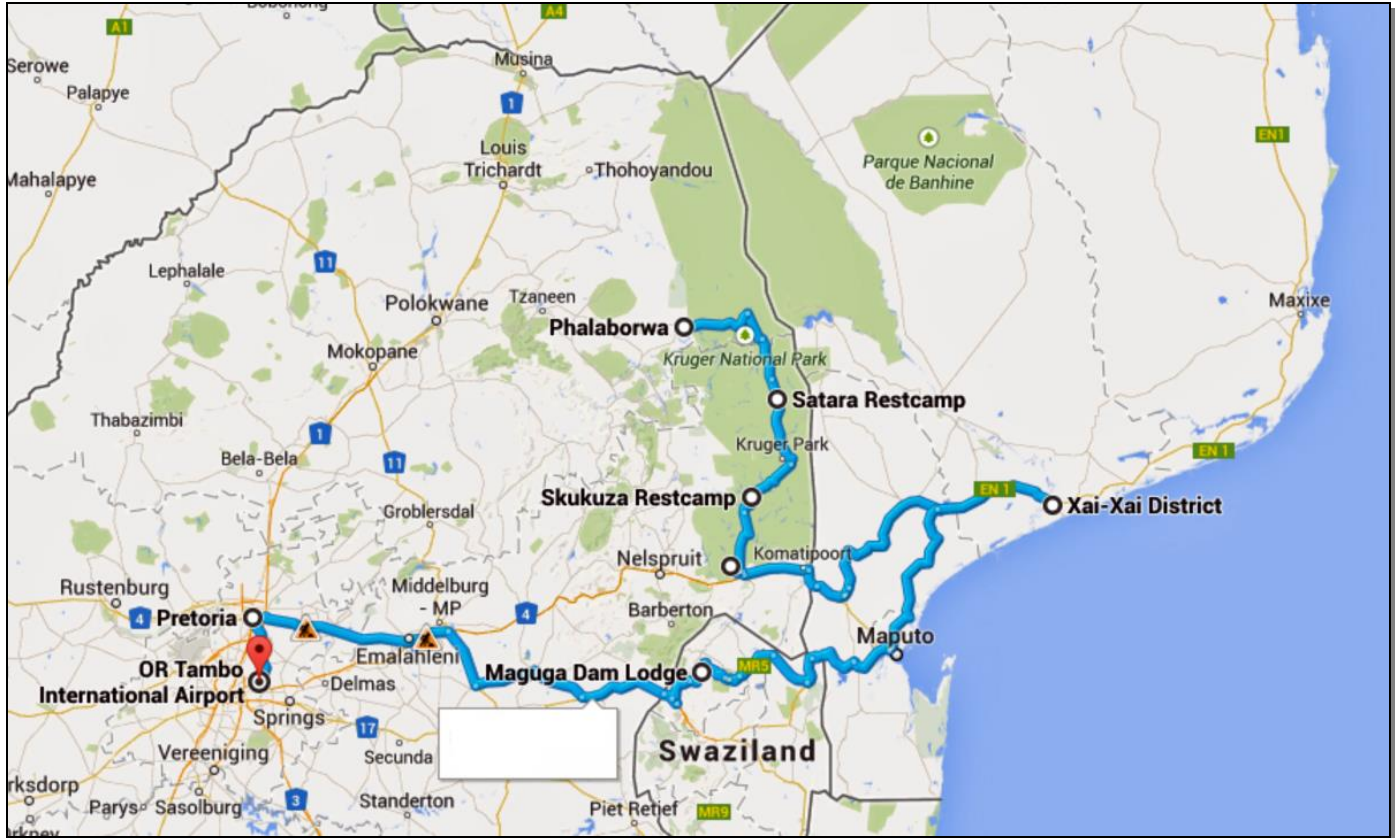 Bobonong
A1
A4
Serowe
Palapye
Musina
1
Louis
Trichardt
Thohoyandou
Parque Nacional
de Banhine
EN1
Mahalapye
11
Lephalale
Polokwane
Tzaneen
Maxixe
Phalaborwa
Kruger National Park
Mokopane
Satara Restcamp
Thabazimbi
1
Kruger Park
EN 1
Bela-Bela
11
Skukuza Restcamp
EN 1
Xai-Xai District
Groblersdal
Nelspruit
Komatipoort
Rustenburg
Middelburg
- MP
4
Pretoria
4
Barberton
Maputo
Emalahleni
OR Tambo
International Airport
Delmas
Maguga Dam Lodge
MR5
Springs
17
Vereeniging
Secunda
Swaziland
rksdorp
Parys
Sasolburg
3
Standerton
Piet Retief
MR9